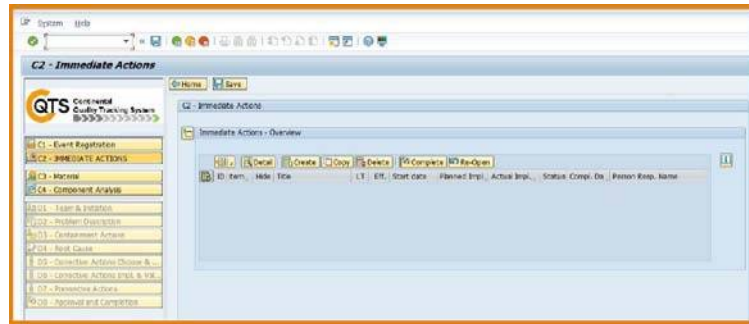 System Help
C2 - Immediate Actions
Home Save
QTS Continental
Quality Tracking System
C2 - Immediate Actions
Immediate Actions - Overview
C1 - Event Registration
C2 - IMMEDIATE ACTIONS
C3 - Material
C4 - Component Analysis
Detail Create Copy Delete Complete Re-Open
ID Item. Hide Title LT Eff. Start date Planned Impl. Actual Impl. Status Compl. Da. Person Resp. Name
D1 - Team & Initiation
D2 - Problem Description
D3 - Containment Actions
D4 - Root Cause
D5 - Corrective Actions Choose & ...
D6 - Corrective Actions Impl. & Val...
D7 - Preventive Actions
D8 - Approval and Completion